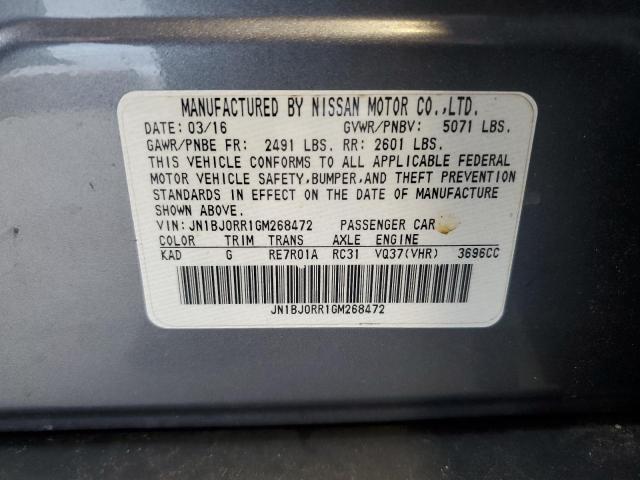 MANUFACTURED BY NISSAN MOTOR CO.,LTD.
DATE: 03/16 GVWR/PNBV: 5071 LBS.
GAWR/PNBE FR: 2491 LBS. RR: 2601 LBS.
THIS VEHICLE CONFORMS TO ALL APPLICABLE FEDERAL
MOTOR VEHICLE SAFETY,BUMPER,AND THEFT PREVENTION
STANDARDS IN EFFECT ON THE DATE OF MANUFACTURE
SHOWN ABOVE.
VIN: JN1BJ0RR1GM268472 PASSENGER CAR
COLOR TRIM TRANS AXLE ENGINE
KAD G RE7R01A RC31 VQ37(VHR) 3696CC
JN1BJ0RR1GM268472